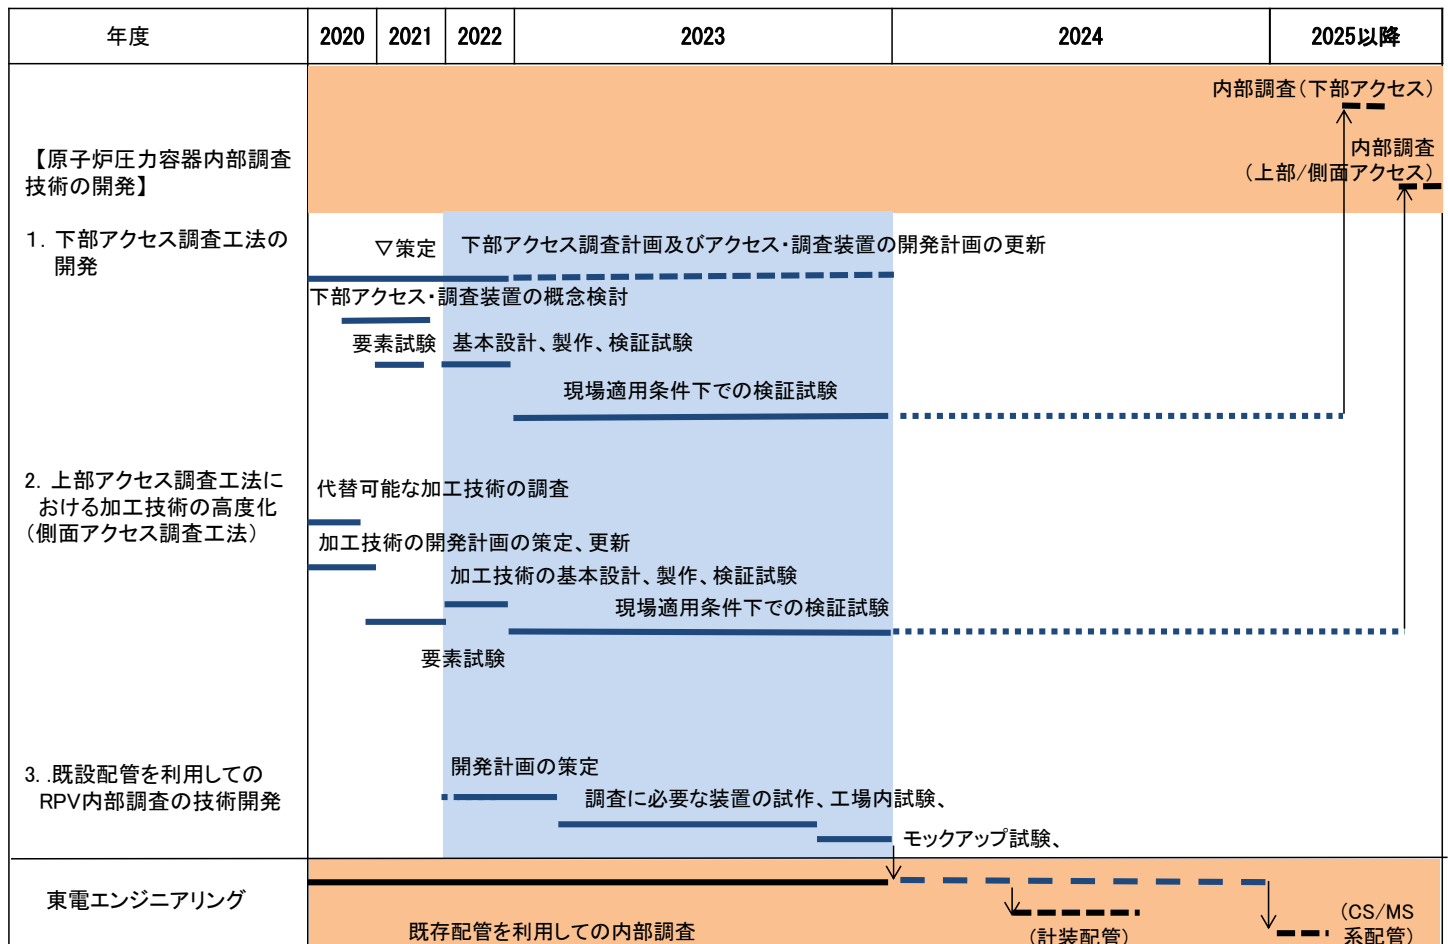 年度 2020 2021 2022 2023 2024 2025以降
内部調査(下部アクセス)
内部調査
(上部/側面アクセス)
【原子炉圧力容器内部調査
技術の開発】
1. 下部アクセス調査工法の
開発
▽策定
下部アクセス調査計画及びアクセス・調査装置の開発計画の更新
下部アクセス・調査装置の概念検討
要素試験
基本設計、製作、検証試験
現場適用条件下での検証試験
2. 上部アクセス調査工法に
おける加工技術の高度化
(側面アクセス調査工法)
代替可能な加工技術の調査
加工技術の開発計画の策定、更新
加工技術の基本設計、製作、検証試験
現場適用条件下での検証試験
要素試験
3. .既設配管を利用しての
RPV内部調査の技術開発
開発計画の策定
調査に必要な装置の試作、工場内試験、
モックアップ試験、
東電エンジニアリング
既存配管を利用しての内部調査
(計装配管)
(CS/MS
系配管)